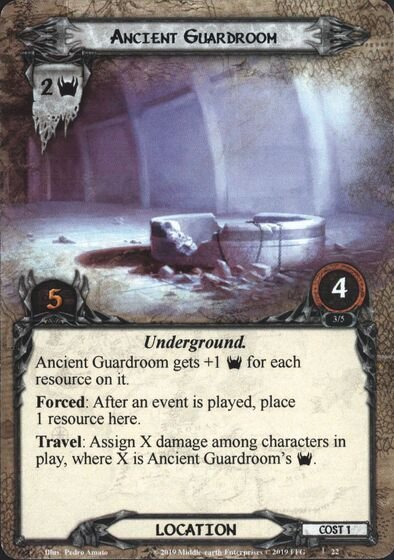 ANCIENT GUARDROOM
2
5
4
3/5
Underground.
Ancient Guardroom gets +1 for each
resource on it.
Forced: After an event is played, place
1 resource here.
Travel: Assign X damage among characters in
play, where X is Ancient Guardroom's .
LOCATION
COST 1
Illus. Pedro Amato
© 2019 Middle-earth Enterprises © 2019 FFG
22